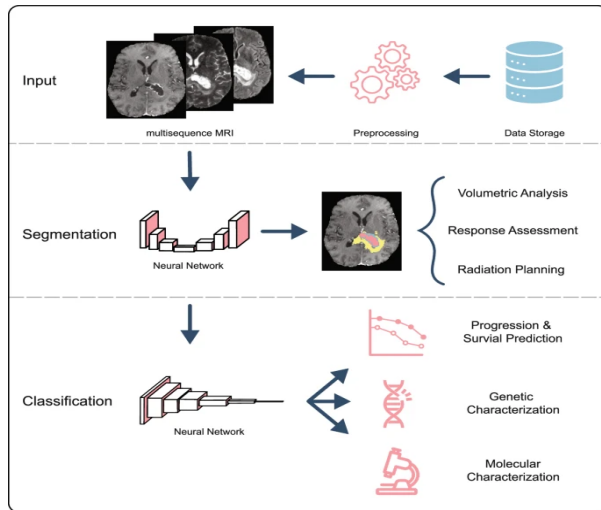 Input
multisequence MRI
Preprocessing
Data Storage
Segmentation
Neural Network
Volumetric Analysis
Response Assessment
Radiation Planning
Classification
Neural Network
Progression &
Survial Prediction
Genetic
Characterization
Molecular
Characterization